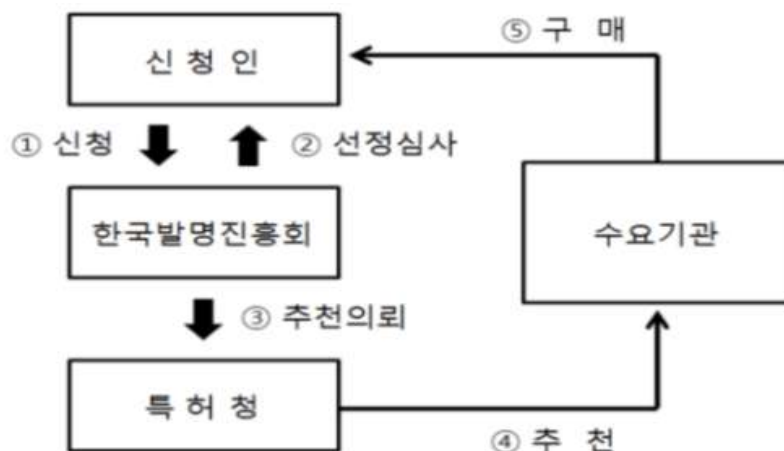 ⑤ 구 매
신 청 인
① 신청
② 선정심사
한국발명진흥회
수요기관
③ 추천의뢰
특 허 청
④ 추 천